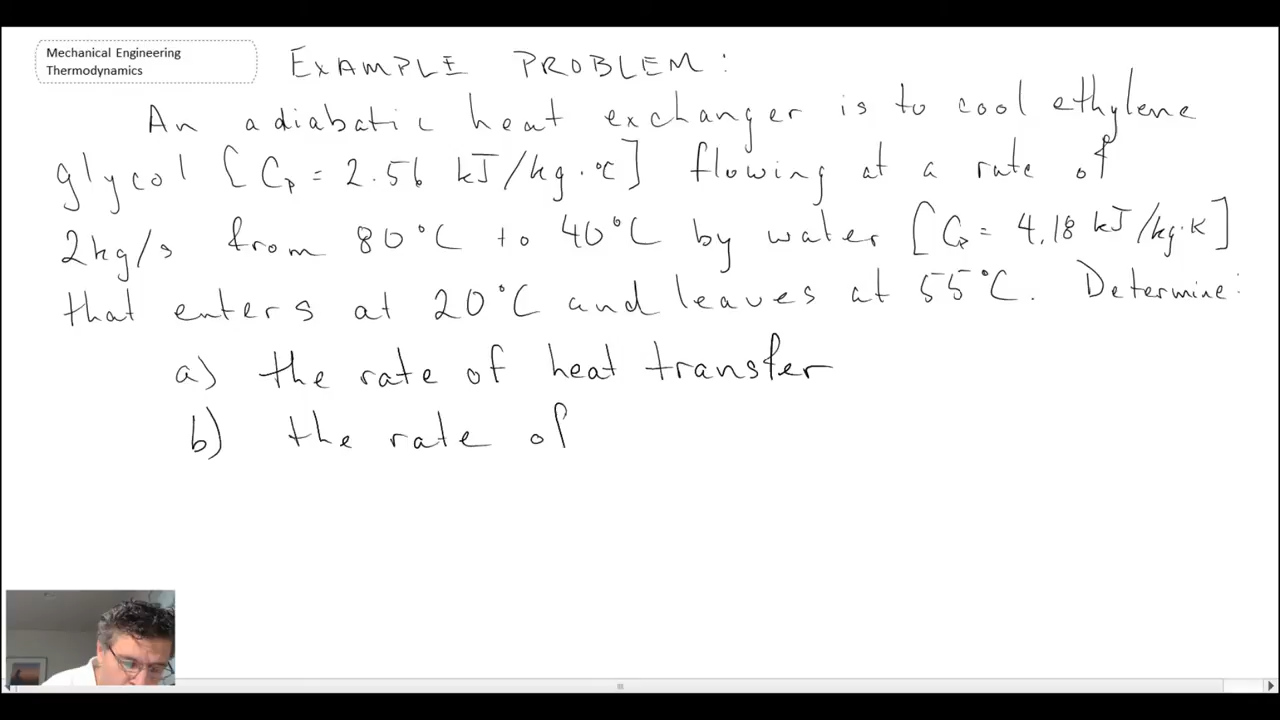 Mechanical Engineering
Thermodynamics
EXAMPLE PROBLEM:
An adiabatic heat exchanger is to cool ethylene
glycol [Cp = 2.56 kJ/kg·°C] flowing at a rate of
2kg/s from 80°C to 40°C by water [Cp = 4.18 kJ/kg·K]
that enters at 20°C and leaves at 55°C. Determine:
a) the rate of heat transfer
b) the rate of